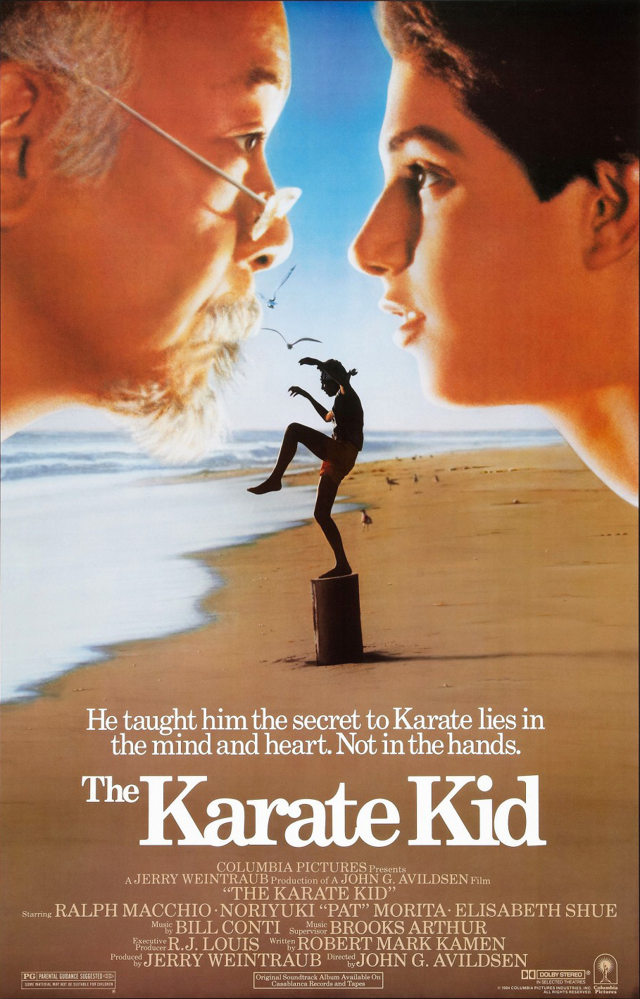 He taught him the secret to Karate lies in
the mind and heart. Not in the hands.
The Karate Kid
COLUMBIA PICTURES Presents
A JERRY WEINTRAUB Production of A JOHN G. AVILDSEN Film
“THE KARATE KID”
Starring RALPH MACCHIO · NORIYUKI “PAT” MORITA · ELISABETH SHUE
Music by BILL CONTI Music Supervisor BROOKS ARTHUR
Executive Producer R.J. LOUIS Written by ROBERT MARK KAMEN
Produced by JERRY WEINTRAUB Directed by JOHN G. AVILDSEN
PG PARENTAL GUIDANCE SUGGESTED
SOME MATERIAL MAY NOT BE SUITABLE FOR CHILDREN
Original Soundtrack Album Available On
Casablanca Records and Tapes
DOLBY STEREO ®
IN SELECTED THEATRES
© 1984 COLUMBIA PICTURES INDUSTRIES, INC.
ALL RIGHTS RESERVED.
Columbia
Pictures